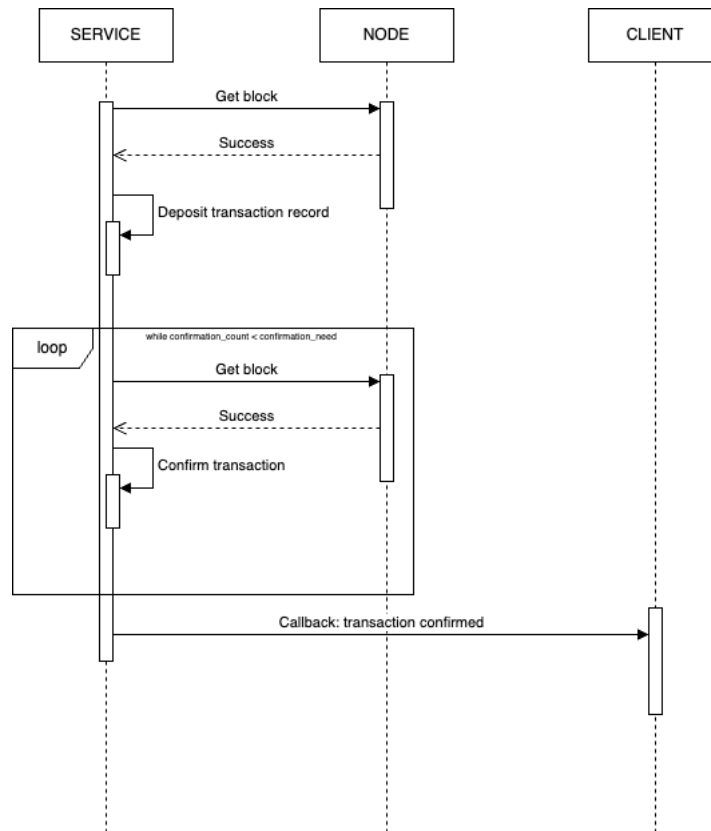 SERVICE
NODE
CLIENT
Get block
Success
Deposit transaction record
while confirmation_count < confirmation_need
loop
Get block
Success
Confirm transaction
Callback: transaction confirmed